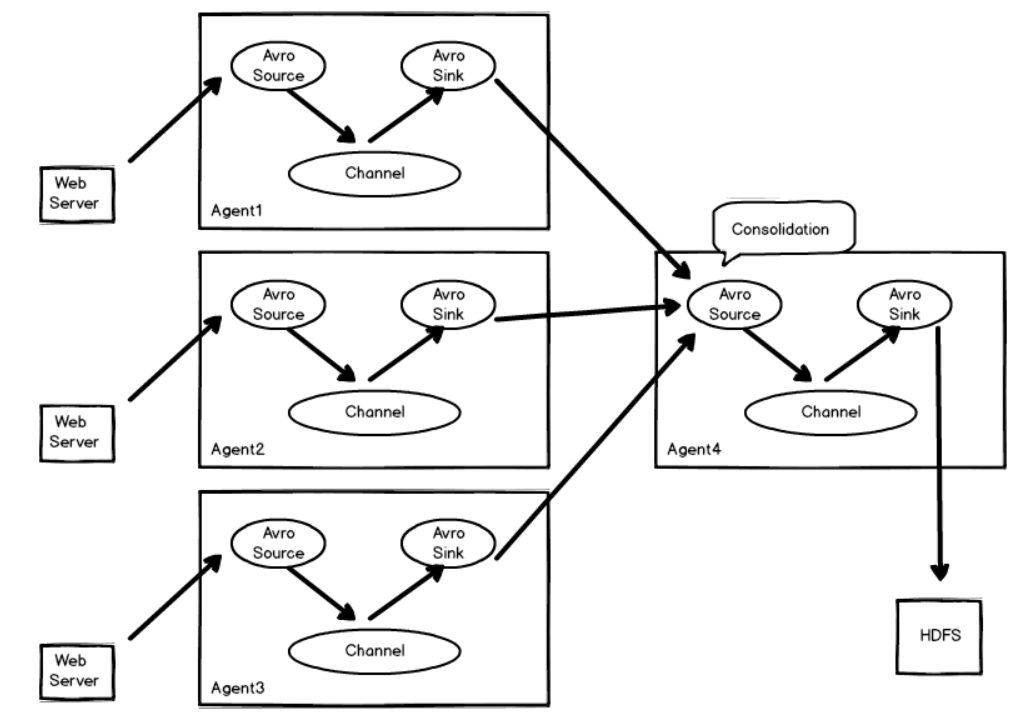 Avro
Source
Avro
Sink
Channel
Agent1
Web
Server
Consolidation
Avro
Source
Avro
Sink
Channel
Agent2
Web
Server
Avro
Source
Avro
Sink
Channel
Agent4
Avro
Source
Avro
Sink
Channel
Agent3
Web
Server
HDFS